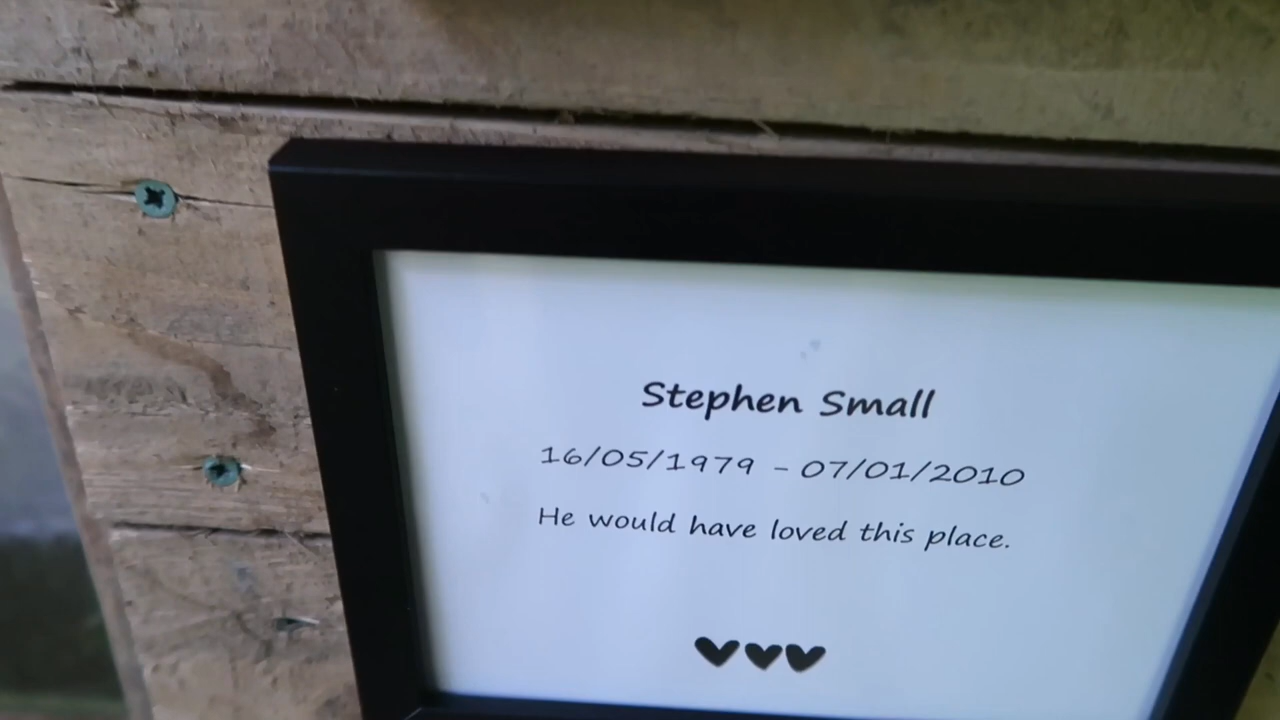 Stephen Small
16/05/1979 - 07/01/2010
He would have loved this place.